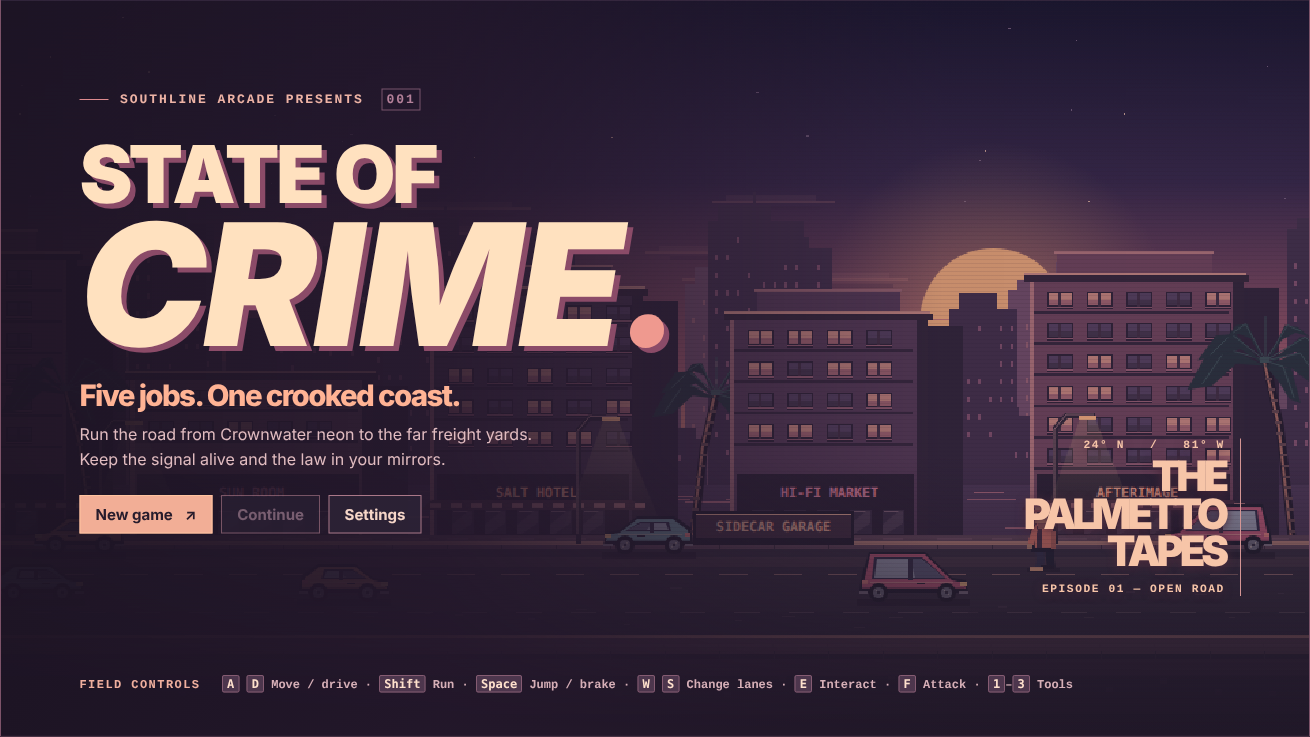 SOUTHLINE ARCADE PRESENTS 001
STATE OF
CRIME.
Five jobs. One crooked coast.
Run the road from Crownwater neon to the far freight yards.
Keep the signal alive and the law in your mirrors.
New game ↗
Continue
Settings
SUN ROOM
SALT HOTEL
HI-FI MARKET
SIDECAR GARAGE
AFTERIMAGE
24° N / 81° W
THE
PALMETTO
TAPES
EPISODE 01 — OPEN ROAD
FIELD CONTROLS A D Move / drive · Shift Run · Space Jump / brake · W S Change lanes · E Interact · F Attack · 1–3 Tools